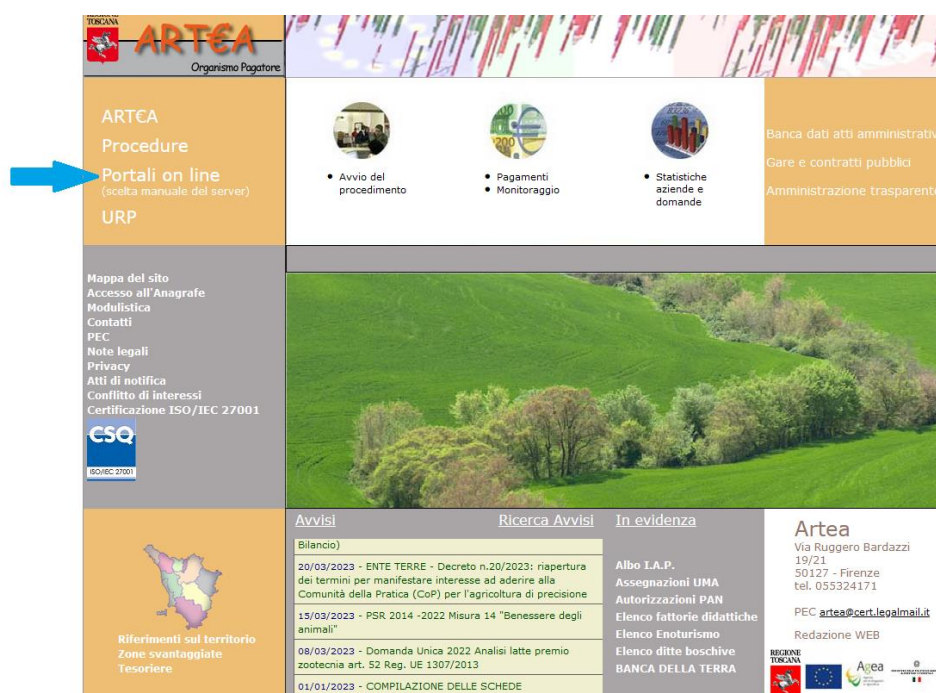 REGIONE
TOSCANA
ART€A
Organismo Pagatore
ART€A
Procedure
Portali on line
(scelta manuale del server)
URP
• Avvio del
procedimento
• Pagamenti
• Monitoraggio
• Statistiche
aziende e
domande
Banca dati atti amministrativ
Gare e contratti pubblici
Amministrazione trasparente
Mappa del sito
Accesso all'Anagrafe
Modulistica
Contatti
PEC
Note legali
Privacy
Atti di notifica
Conflitto di interessi
Certificazione ISO/IEC 27001
CSQ
ISO/IEC 27001
Riferimenti sul territorio
Zone svantaggiate
Tesoriere
Avvisi
Ricerca Avvisi
Bilancio)
20/03/2023 - ENTE TERRE - Decreto n.20/2023: riapertura
dei termini per manifestare interesse ad aderire alla
Comunità della Pratica (CoP) per l'agricoltura di precisione
15/03/2023 - PSR 2014 -2022 Misura 14 "Benessere degli
animali"
08/03/2023 - Domanda Unica 2022 Analisi latte premio
zootecnia art. 52 Reg. UE 1307/2013
01/01/2023 - COMPILAZIONE DELLE SCHEDE
In evidenza
Albo I.A.P.
Assegnazioni UMA
Autorizzazioni PAN
Elenco fattorie didattiche
Elenco Enoturismo
Elenco ditte boschive
BANCA DELLA TERRA
Artea
Via Ruggero Bardazzi
19/21
50127 - Firenze
tel. 055324171
PEC artea@cert.legalmail.it
Redazione WEB
REGIONE
TOSCANA
Agea